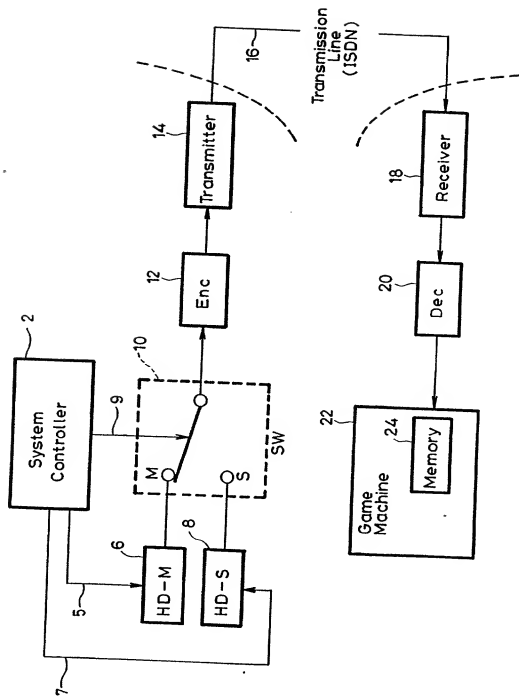 2
System
Controller
9
5
7
10
M
S
SW
6
HD-M
8
HD-S
12
Enc
14
Transmitter
16
Transmission
Line
(ISDN)
18
Receiver
20
Dec
22
Game
Machine
24
Memory